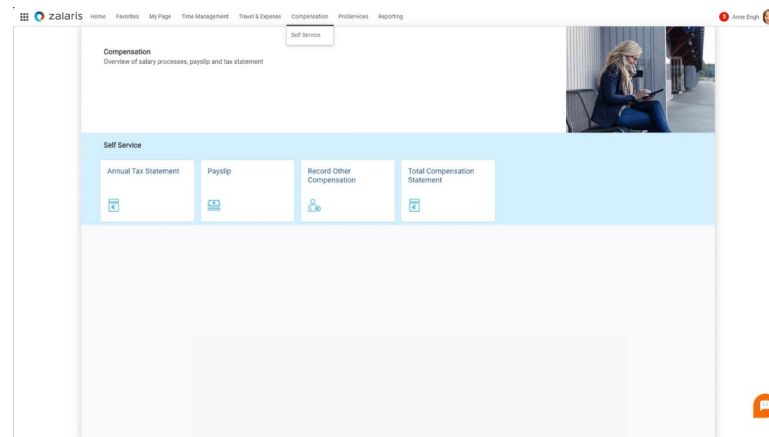 zalaris Home Favorites My Page Time Management Travel & Expense Compensation ProServices Reporting 3 Anne Engh
Self Service
Compensation
Overview of salary processes, payslip and tax statement
Self Service
Annual Tax Statement
Payslip
Record Other
Compensation
Total Compensation
Statement